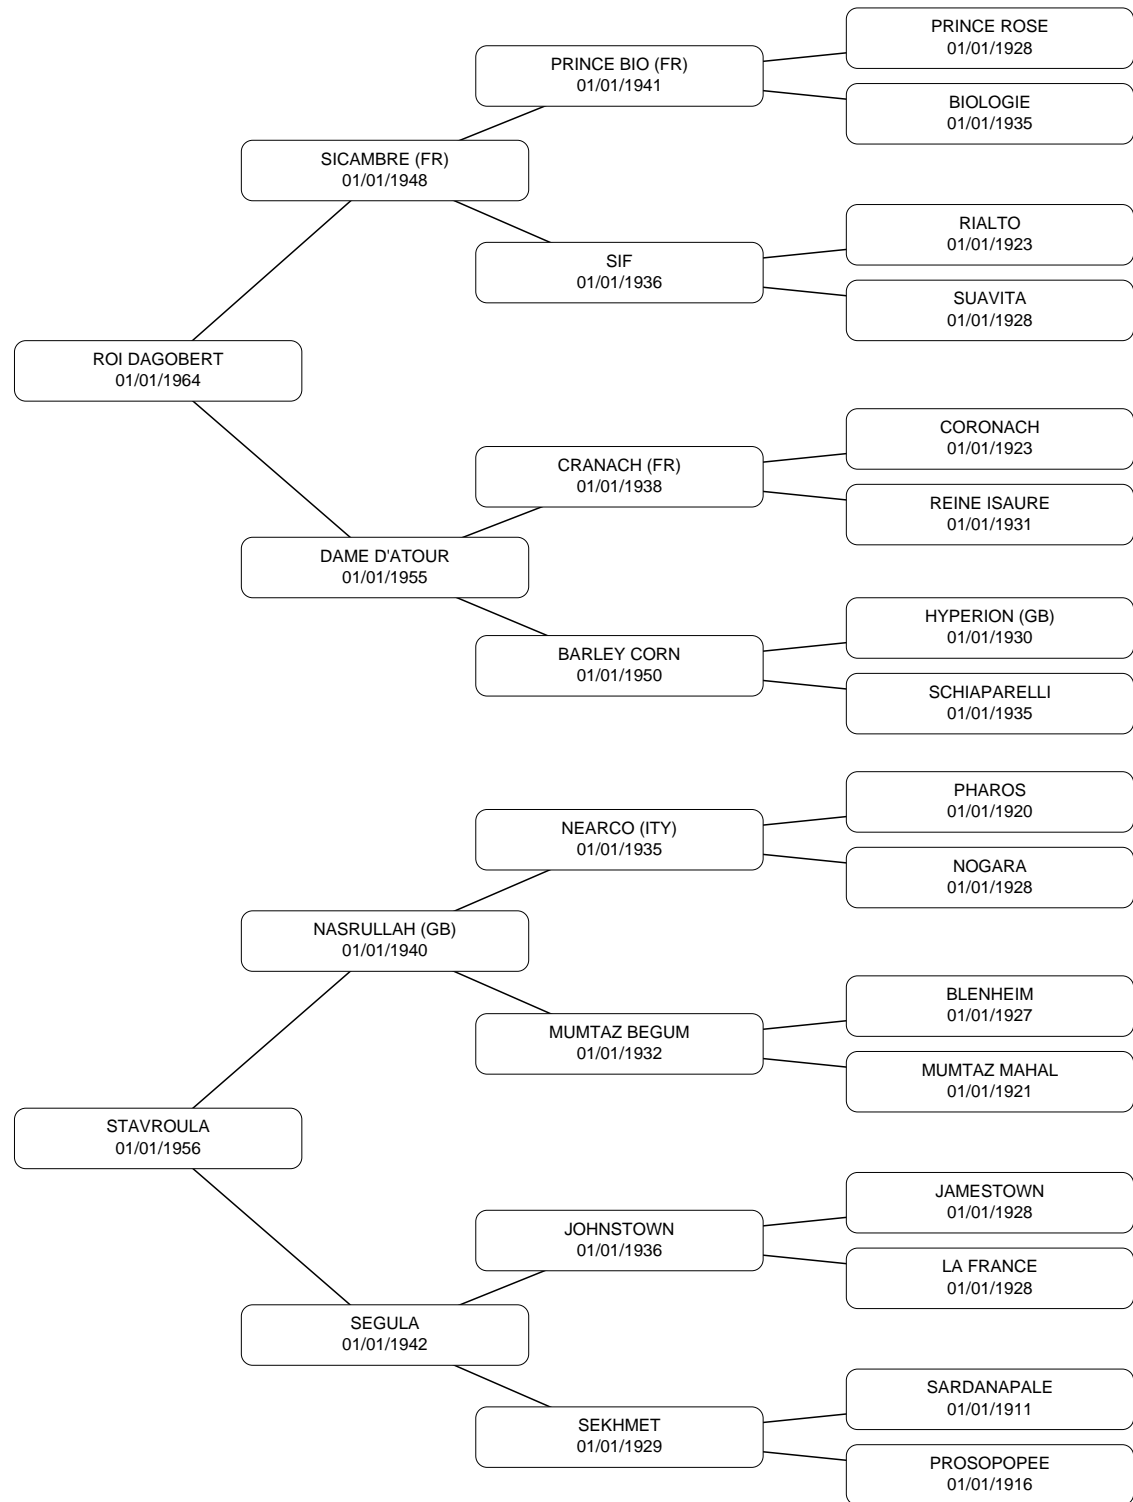 PRINCE ROSE
01/01/1928
PRINCE BIO (FR)
01/01/1941
BIOLOGIE
01/01/1935
SICAMBRE (FR)
01/01/1948
RIALTO
01/01/1923
SIF
01/01/1936
SUAVITA
01/01/1928
ROI DAGOBERT
01/01/1964
CORONACH
01/01/1923
CRANACH (FR)
01/01/1938
REINE ISAURE
01/01/1931
DAME D'ATOUR
01/01/1955
HYPERION (GB)
01/01/1930
BARLEY CORN
01/01/1950
SCHIAPARELLI
01/01/1935
PHAROS
01/01/1920
NEARCO (ITY)
01/01/1935
NOGARA
01/01/1928
NASRULLAH (GB)
01/01/1940
BLENHEIM
01/01/1927
MUMTAZ BEGUM
01/01/1932
MUMTAZ MAHAL
01/01/1921
STAVROULA
01/01/1956
JAMESTOWN
01/01/1928
JOHNSTOWN
01/01/1936
LA FRANCE
01/01/1928
SEGULA
01/01/1942
SARDANAPALE
01/01/1911
SEKHMET
01/01/1929
PROSOPOPEE
01/01/1916